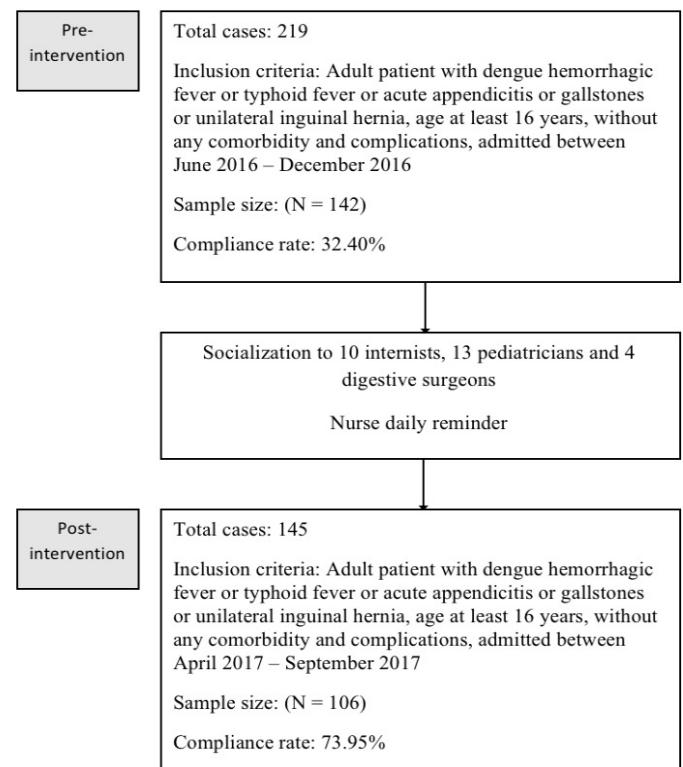 Pre-
intervention
Total cases: 219
Inclusion criteria: Adult patient with dengue hemorrhagic
fever or typhoid fever or acute appendicitis or gallstones
or unilateral inguinal hernia, age at least 16 years, without
any comorbidity and complications, admitted between
June 2016 – December 2016
Sample size: (N = 142)
Compliance rate: 32.40%
Socialization to 10 internists, 13 pediatricians and 4
digestive surgeons
Nurse daily reminder
Post-
intervention
Total cases: 145
Inclusion criteria: Adult patient with dengue hemorrhagic
fever or typhoid fever or acute appendicitis or gallstones
or unilateral inguinal hernia, age at least 16 years, without
any comorbidity and complications, admitted between
April 2017 – September 2017
Sample size: (N = 106)
Compliance rate: 73.95%